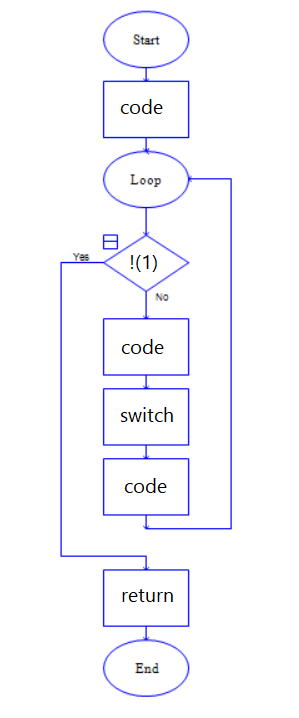 Start
code
Loop
!(1)
Yes
No
code
switch
code
return
End